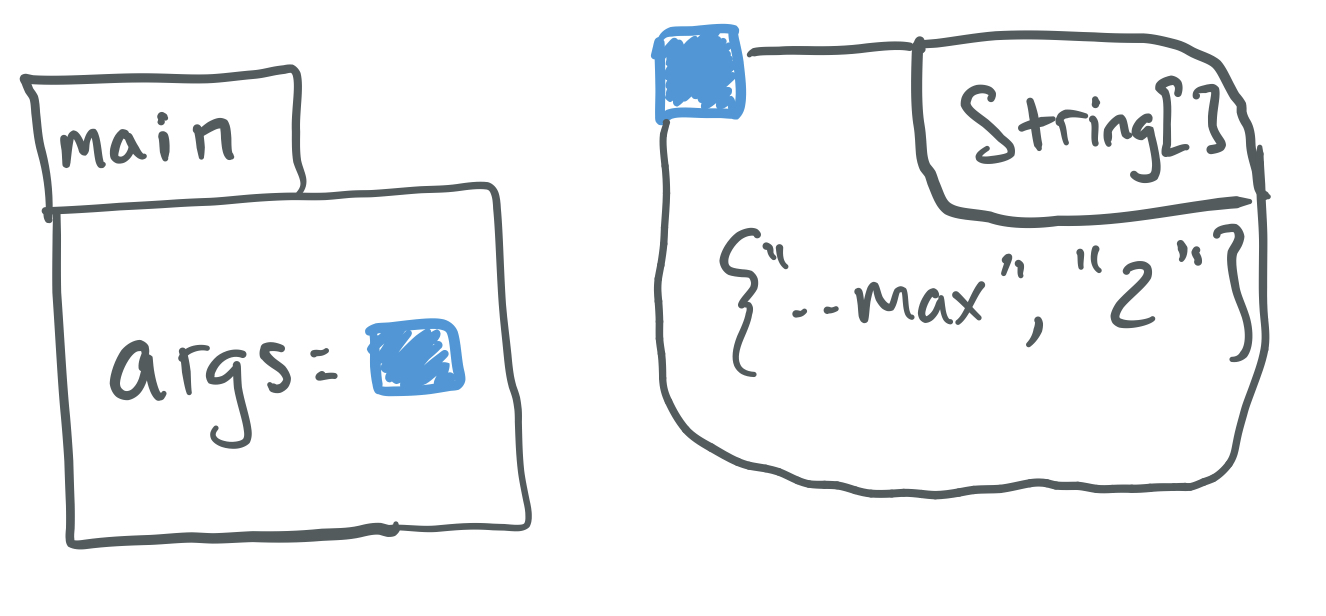 main
args=
String[]
{"--max", "2"}